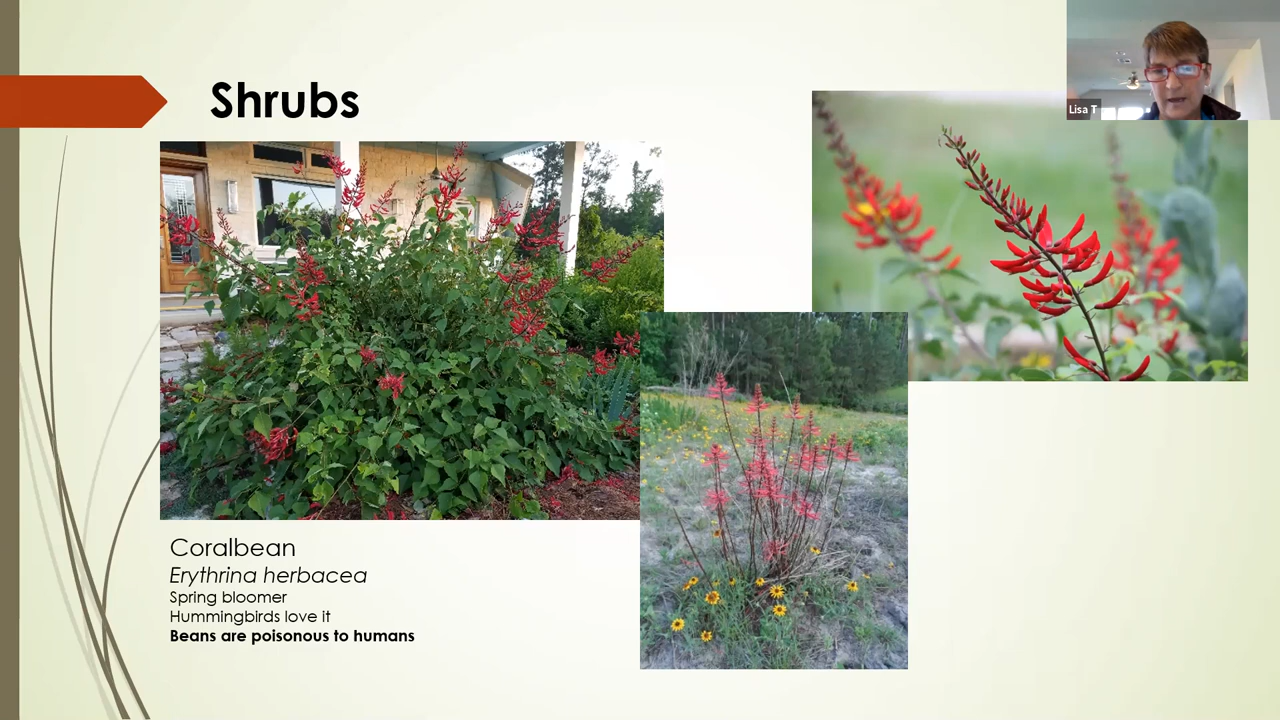 Shrubs
Lisa T
Coralbean
Erythrina herbacea
Spring bloomer
Hummingbirds love it
Beans are poisonous to humans